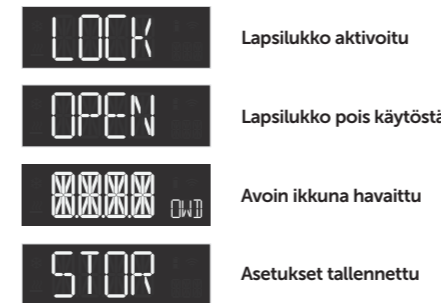 LOCK Lapsilukko aktivoitu
OPEN Lapsilukko pois käytöstä
OWD Avoin ikkuna havaittu
STOR Asetukset tallennettu